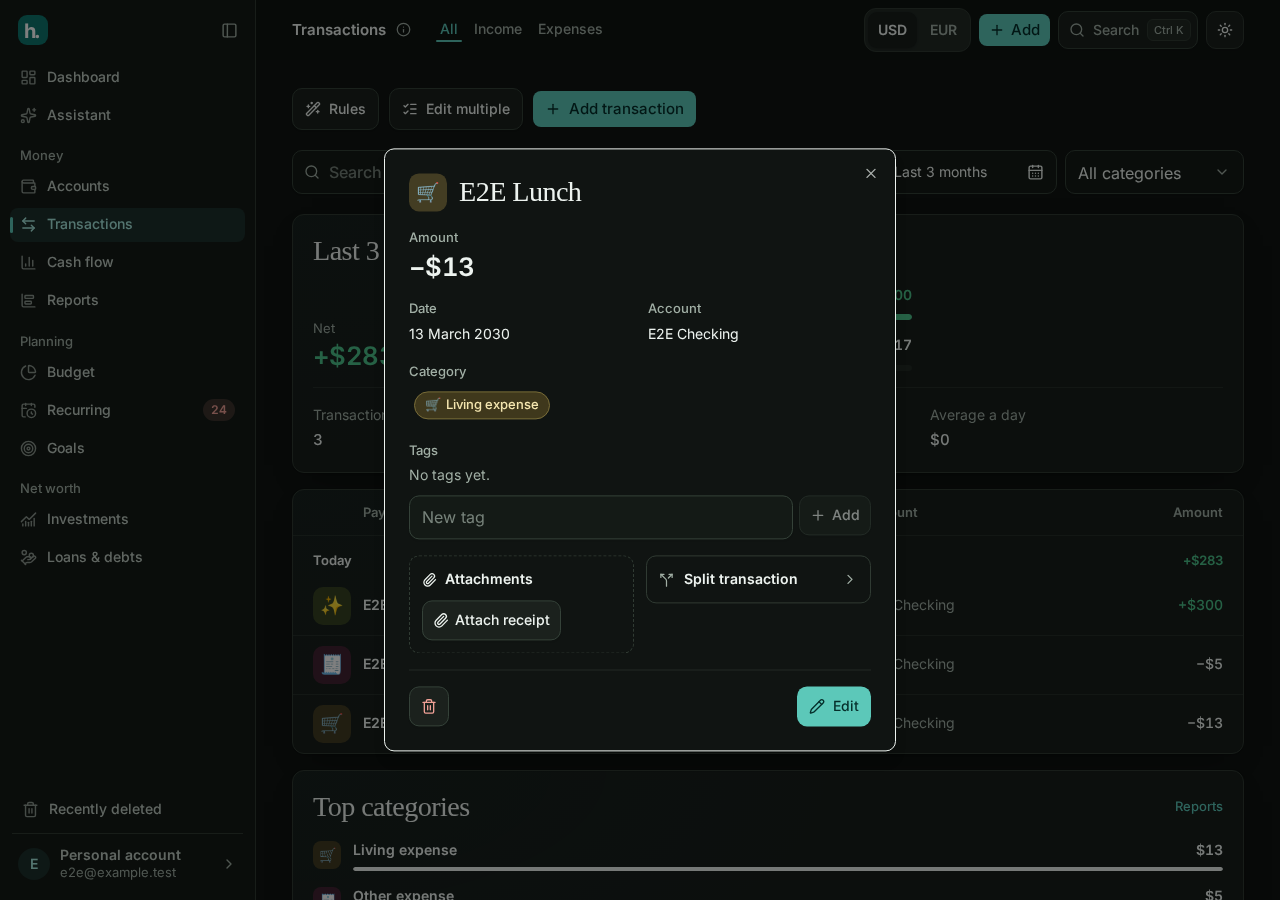 h.
Transactions
All
Income
Expenses
USD
EUR
Add
Search
Ctrl K
Dashboard
Assistant
Money
Accounts
Transactions
Cash flow
Reports
Planning
Budget
Recurring
24
Goals
Net worth
Investments
Loans & debts
Recently deleted
E
Personal account
e2e@example.test
Rules
Edit multiple
Add transaction
Search
Last 3 months
All categories
Last 3
00
Net
17
+$283
Transaction
3
Average a day
$0
Pay
unt
Amount
Today
+$283
E2E
Checking
+$300
E2E
Checking
−$5
E2E
Checking
−$13
Top categories
Reports
Living expense
$13
Other expense
$5
E2E Lunch
Amount
−$13
Date
Account
13 March 2030
E2E Checking
Category
Living expense
Tags
No tags yet.
New tag
Add
Attachments
Split transaction
Attach receipt
Edit